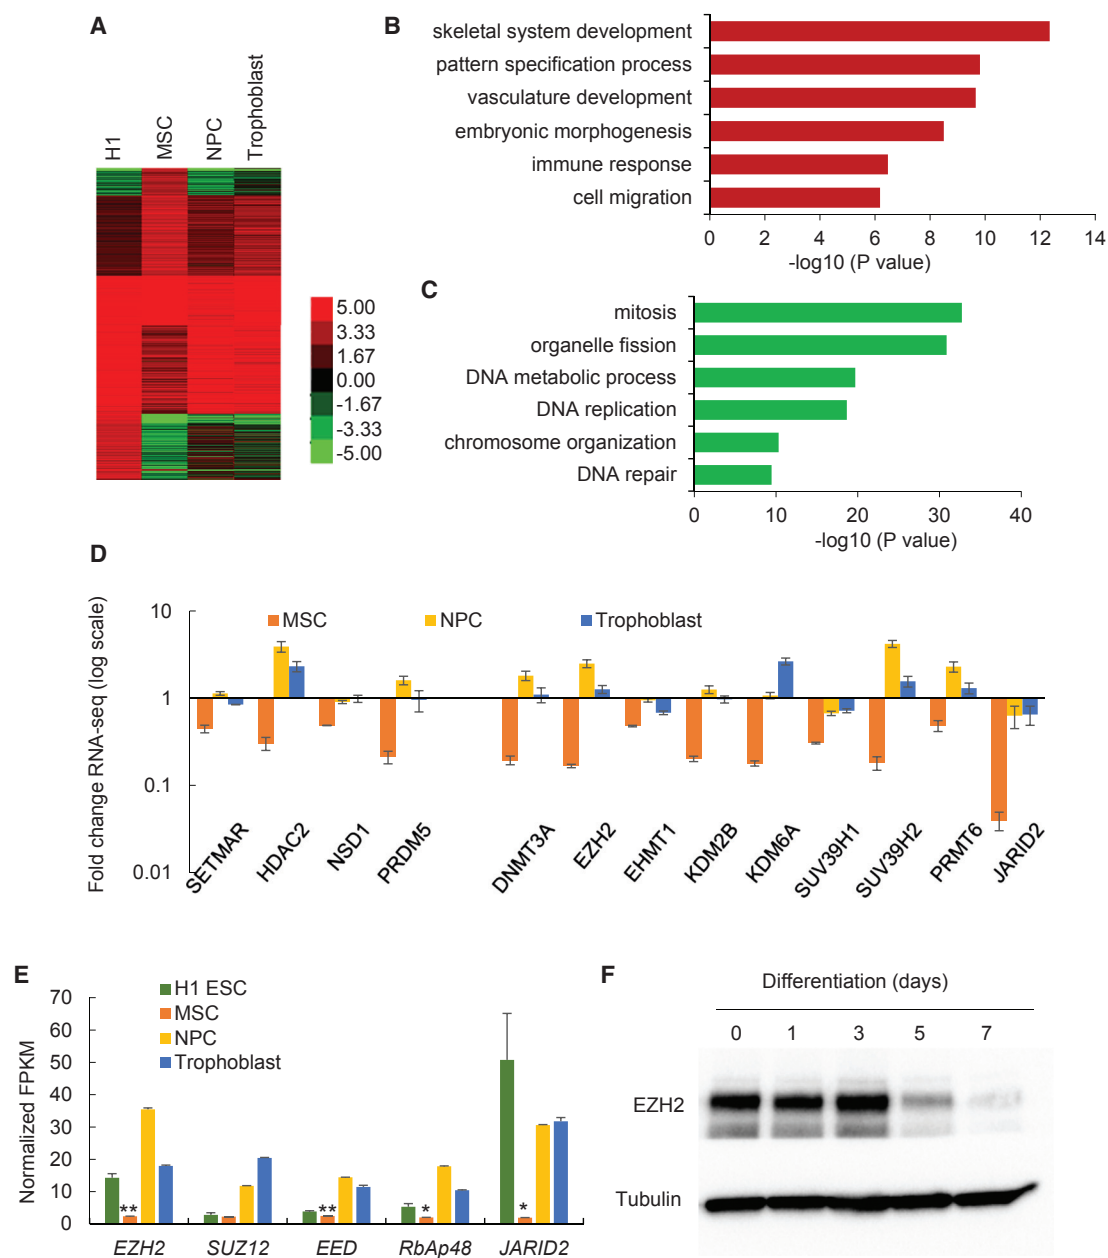 A
H1
MSC
NPC
Trophoblast
5.00
3.33
1.67
0.00
-1.67
-3.33
-5.00
B
skeletal system development
pattern specification process
vasculature development
embryonic morphogenesis
immune response
cell migration
0 2 4 6 8 10 12 14
-log10 (P value)
C
mitosis
organelle fission
DNA metabolic process
DNA replication
chromosome organization
DNA repair
0 10 20 30 40
-log10 (P value)
D
Fold change RNA-seq (log scale)
10
1
0.1
0.01
MSC NPC Trophoblast
SETMAR HDAC2 NSD1 PRDM5 DNMT3A EZH2 EHMT1 KDM2B KDM6A SUV39H1 SUV39H2 PRMT6 JARID2
E
Normalized FPKM
70
60
50
40
30
20
10
0
H1 ESC
MSC
NPC
Trophoblast
** ** * *
EZH2 SUZ12 EED RbAp48 JARID2
F
Differentiation (days)
0 1 3 5 7
EZH2
Tubulin